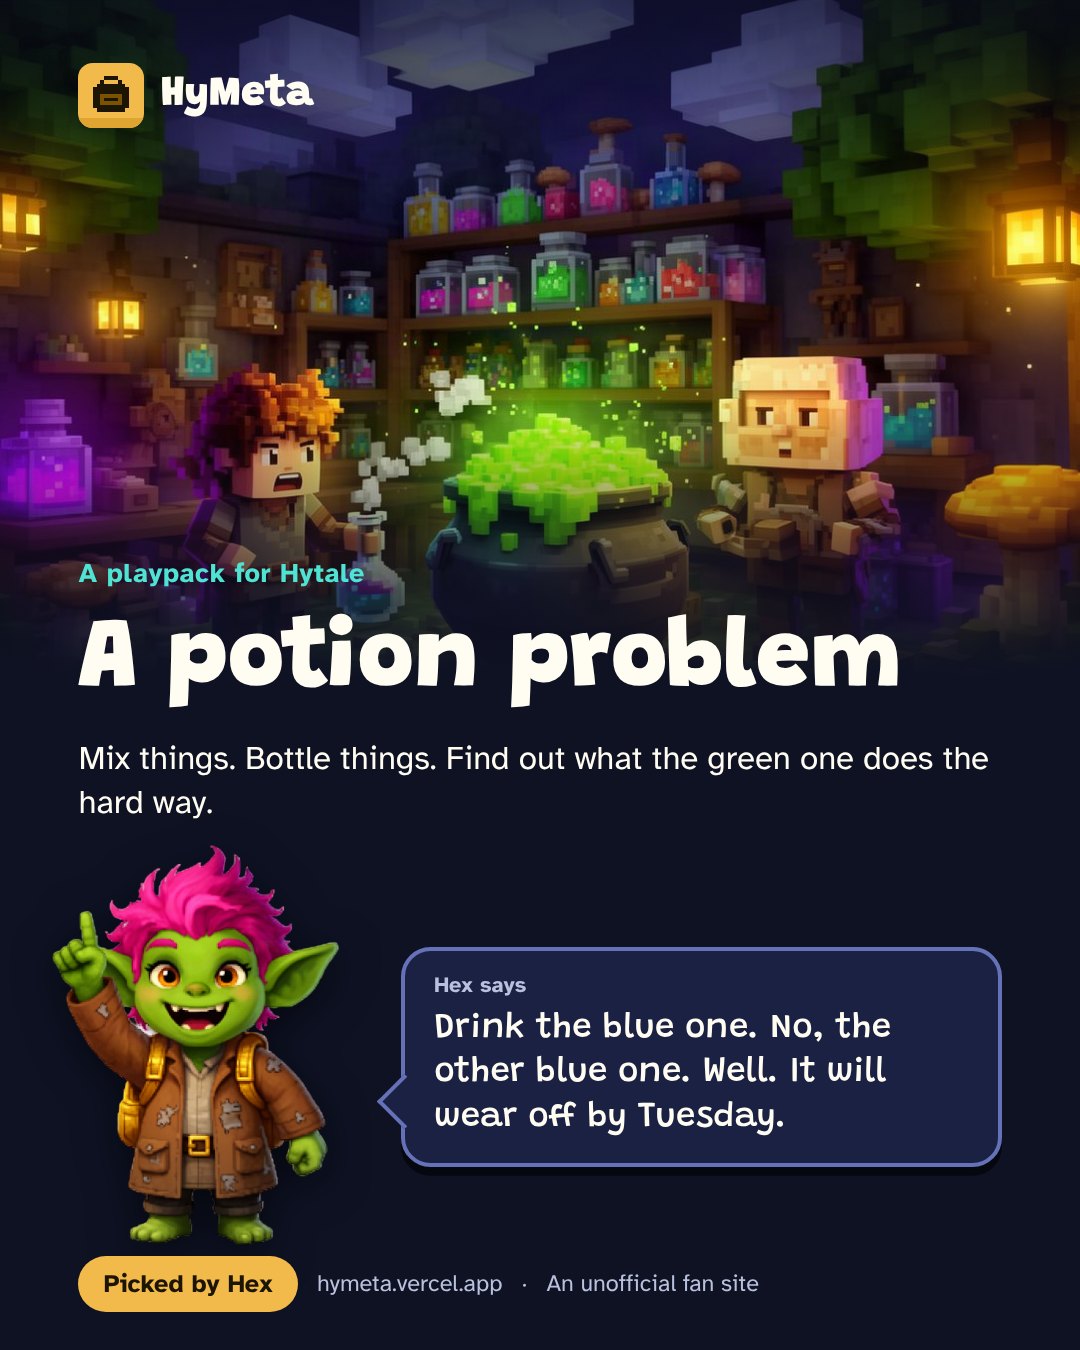 HyMeta
A playpack for Hytale
A potion problem
Mix things. Bottle things. Find out what the green one does the
hard way.
Hex says
Drink the blue one. No, the
other blue one. Well. It will
wear off by Tuesday.
Picked by Hex
hymeta.vercel.app · An unofficial fan site